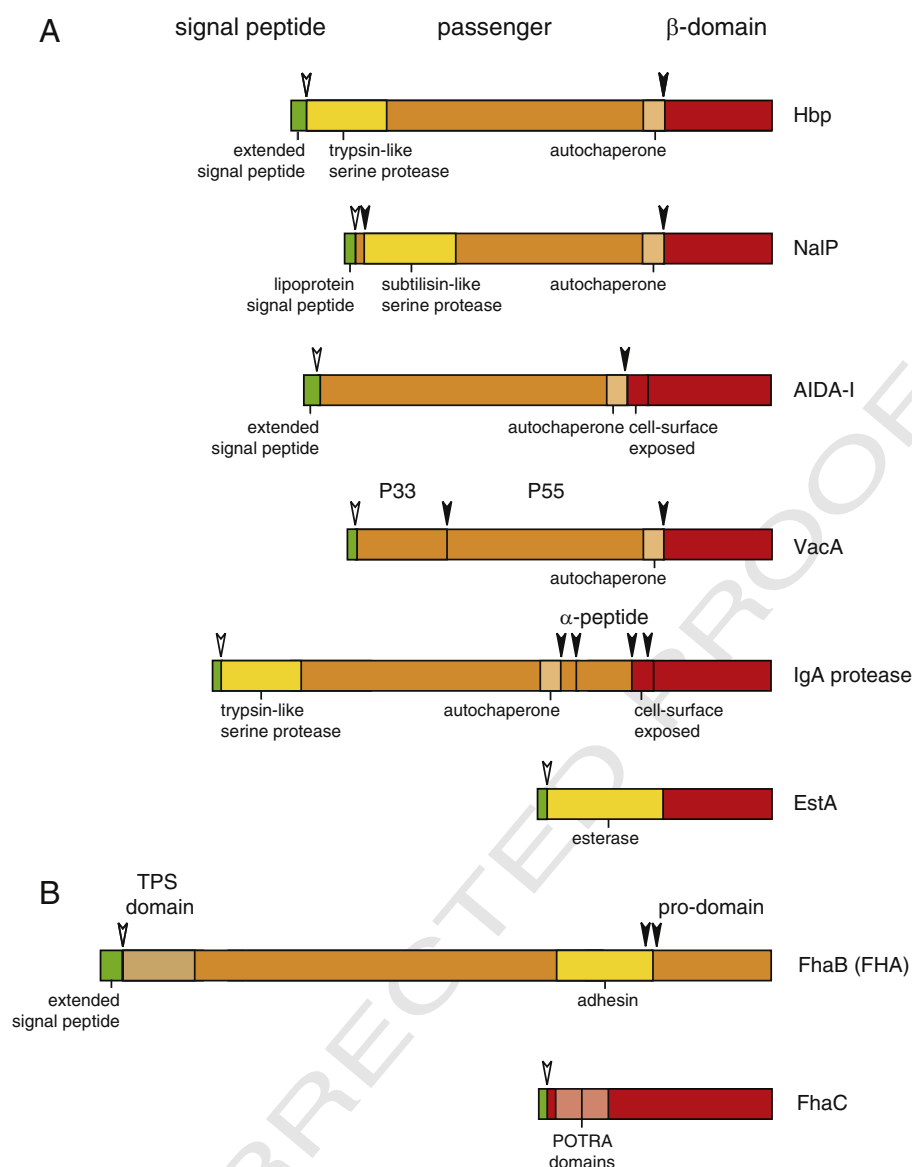 A
signal peptide passenger β-domain
Hbp
extended
signal peptide
trypsin-like
serine protease
autochaperone
NalP
lipoprotein
signal peptide
subtilisin-like
serine protease
autochaperone
AIDA-I
extended
signal peptide
autochaperone
cell-surface
exposed
P33 P55
VacA
autochaperone
α-peptide
IgA protease
trypsin-like
serine protease
autochaperone
cell-surface
exposed
EstA
esterase
B
TPS
domain
pro-domain
FhaB (FHA)
extended
signal peptide
adhesin
FhaC
POTRA
domains
RRECTED PROOF